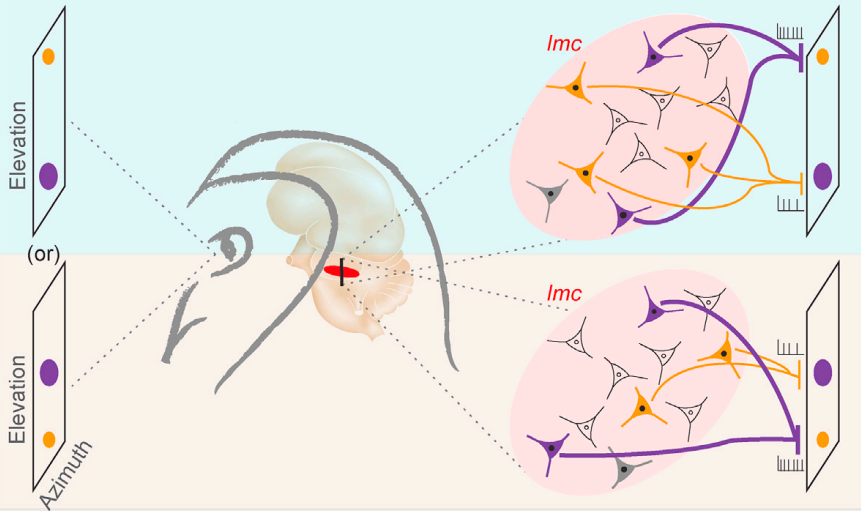 Elevation
(or)
Elevation
Azimuth
Imc
Imc